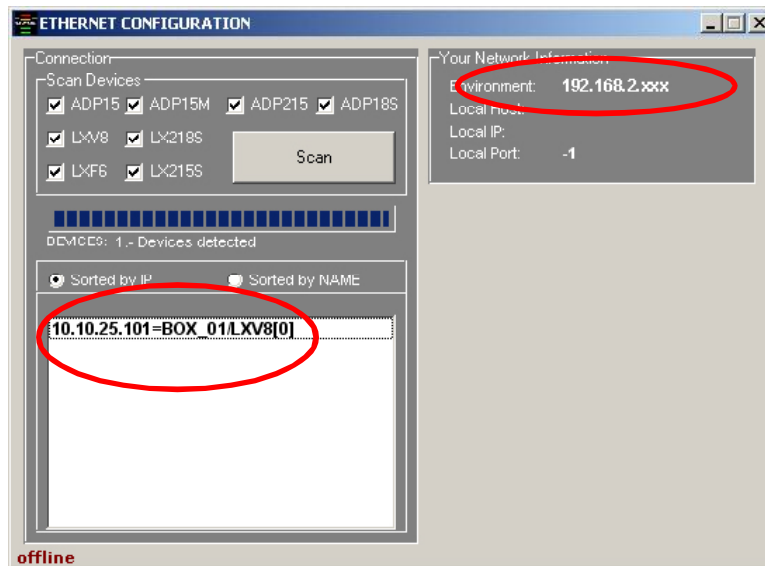 ETHERNET CONFIGURATION
Connection
Scan Devices
ADP15 ADP15M ADP215 ADP18S
LXV8 LX218S
LXF6 LX215S
Scan
DEVICES: 1.- Devices detected
Sorted by IP Sorted by NAME
10.10.25.101=BOX_01/LXV8[0]
offline
Your Network Information
Environment: 192.168.2.xxx
Local Host:
Local IP:
Local Port: -1